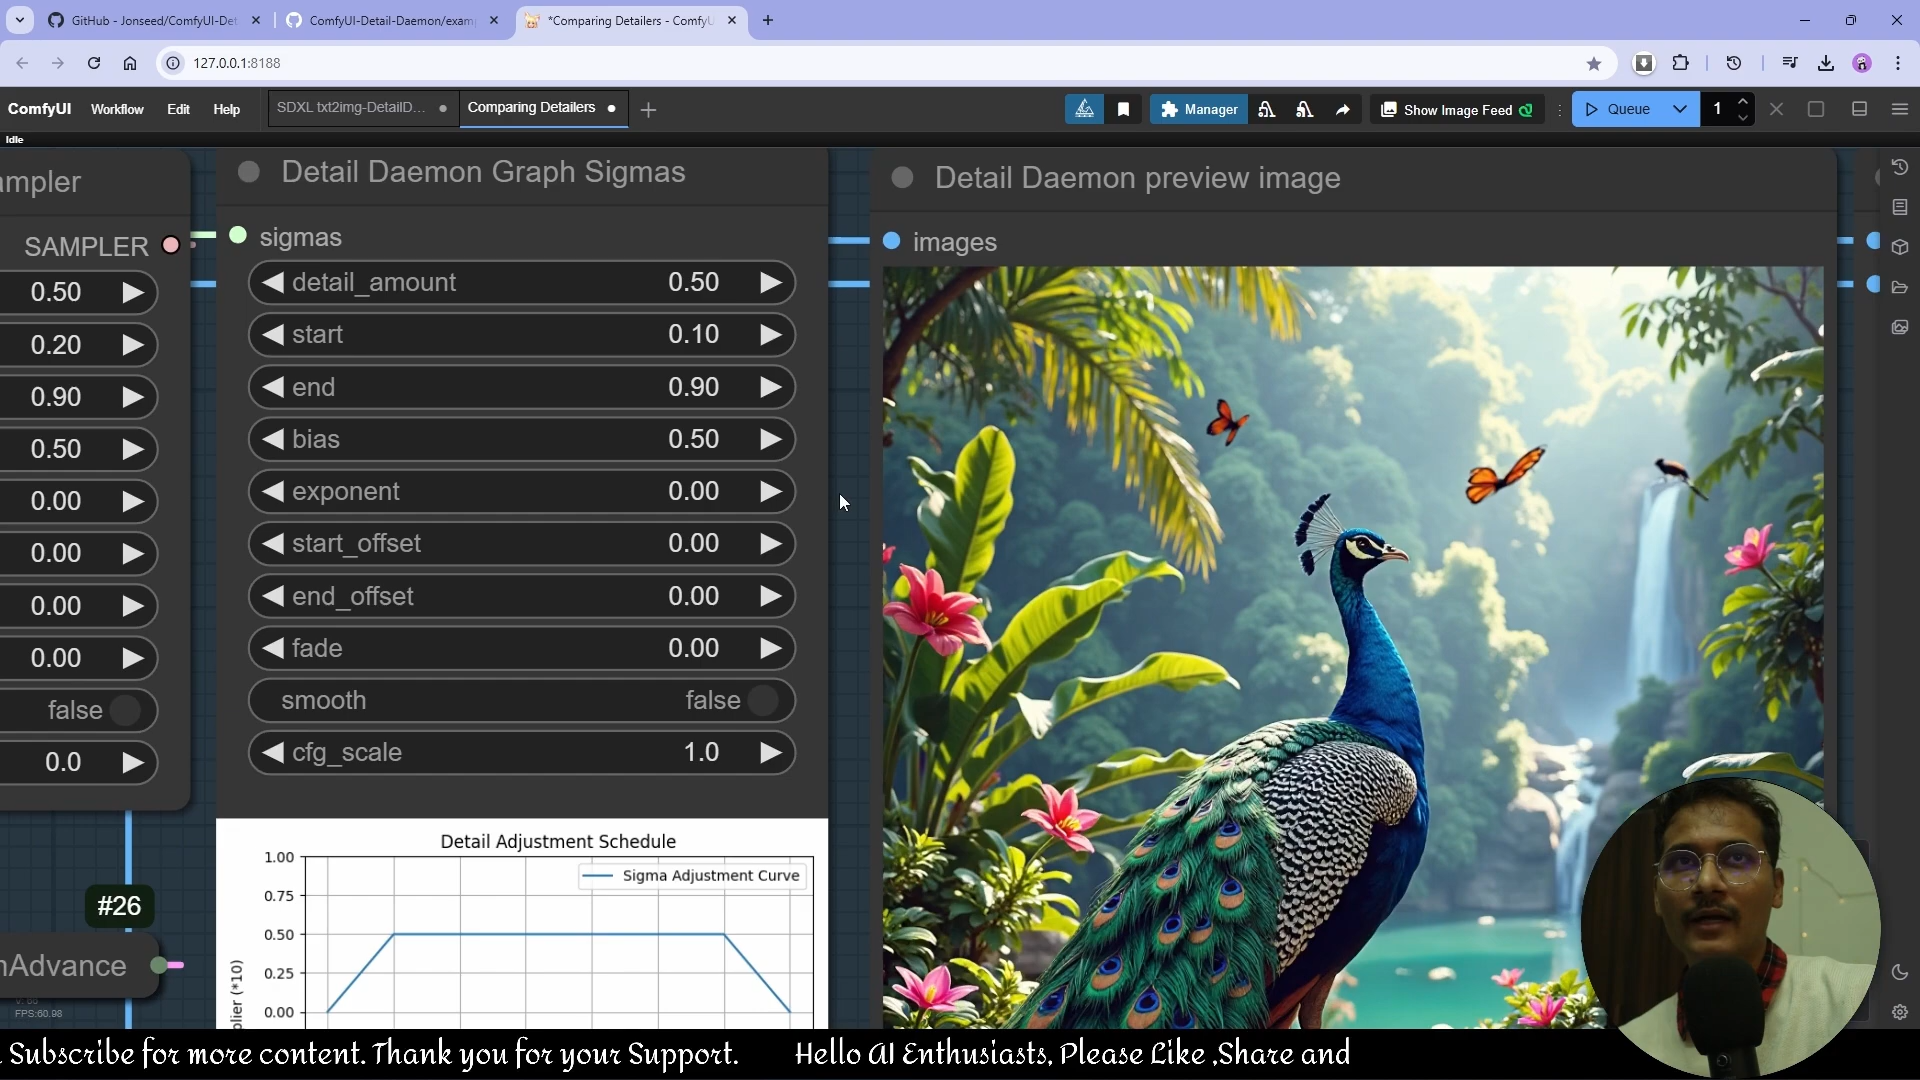 GitHub - Jonseed/ComfyUI-Det
ComfyUI-Detail-Daemon/exam
*Comparing Detailers - ComfyU
127.0.0.1:8188
ComfyUI
Workflow
Edit
Help
SDXL txt2img-DetailD...
Comparing Detailers
Manager
Show Image Feed
Queue
1
Idle
ampler
SAMPLER
0.50
0.20
0.90
0.50
0.00
0.00
0.00
0.00
false
0.0
#26
nAdvance
FPS:60.98
Detail Daemon Graph Sigmas
sigmas
detail_amount 0.50
start 0.10
end 0.90
bias 0.50
exponent 0.00
start_offset 0.00
end_offset 0.00
fade 0.00
smooth false
cfg_scale 1.0
Detail Adjustment Schedule
Sigma Adjustment Curve
1.00
0.75
0.50
0.25
0.00
plier (*10)
Detail Daemon preview image
images
Subscribe for more content. Thank you for your Support. Hello AI Enthusiasts, Please Like ,Share and